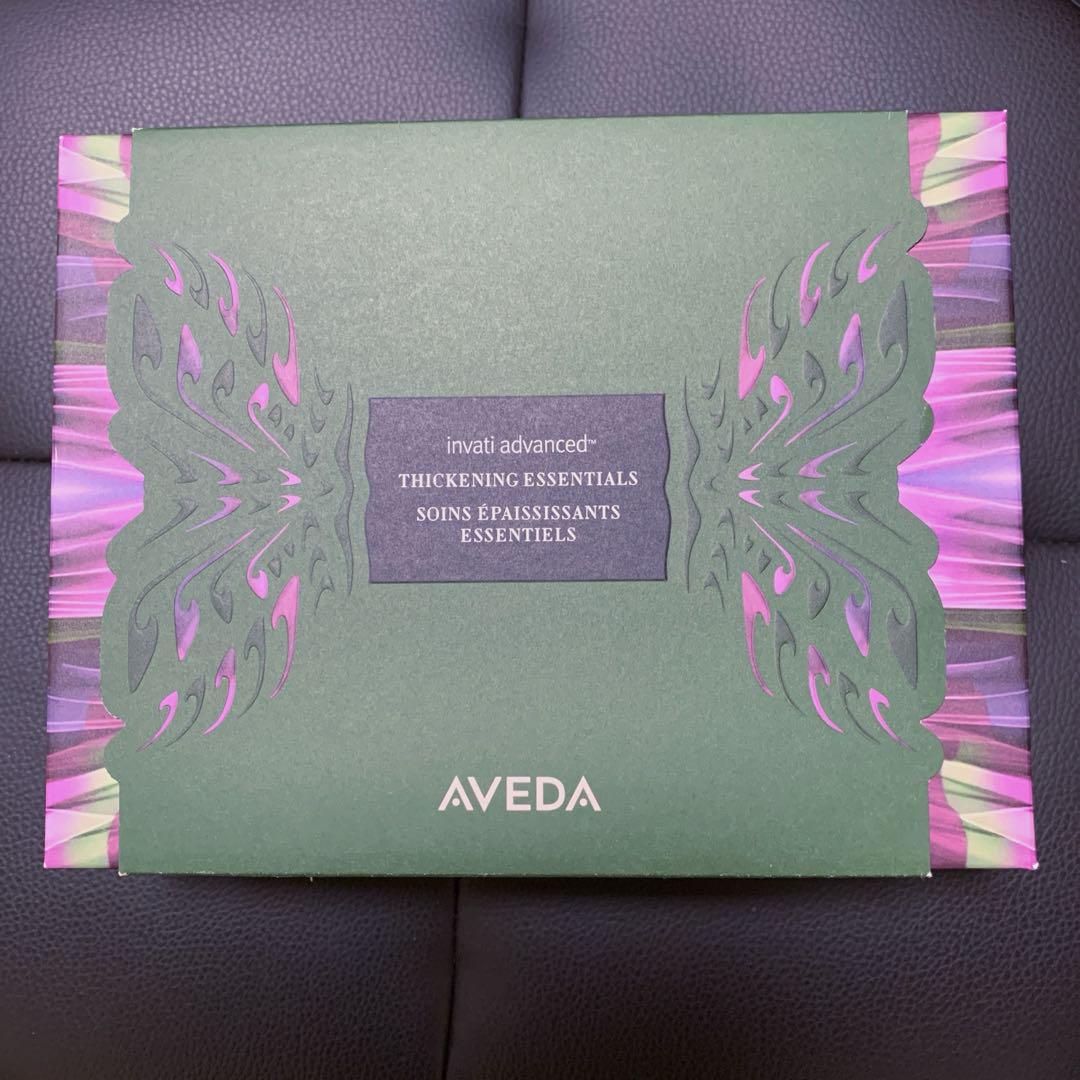 invati advanced™
THICKENING ESSENTIALS
SOINS ÉPAISSISSANTS
ESSENTIELS
AVEDA